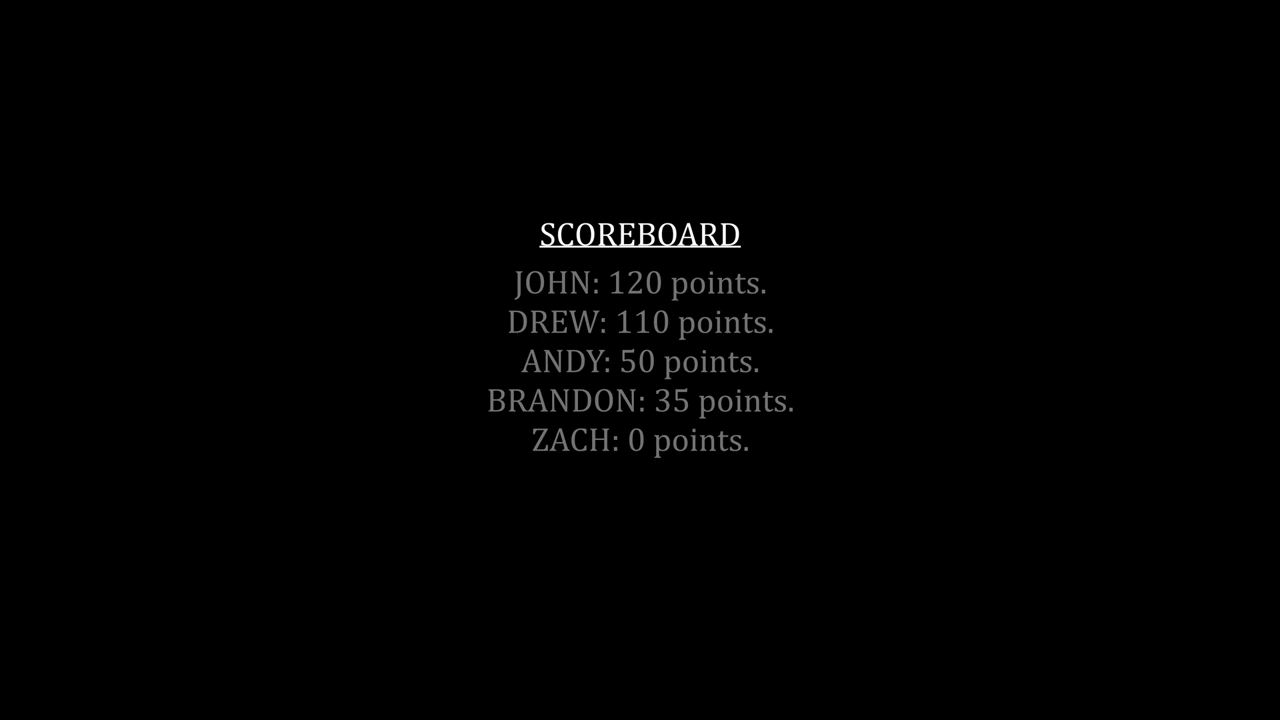 SCOREBOARD
JOHN: 120 points.
DREW: 110 points.
ANDY: 50 points.
BRANDON: 35 points.
ZACH: 0 points.